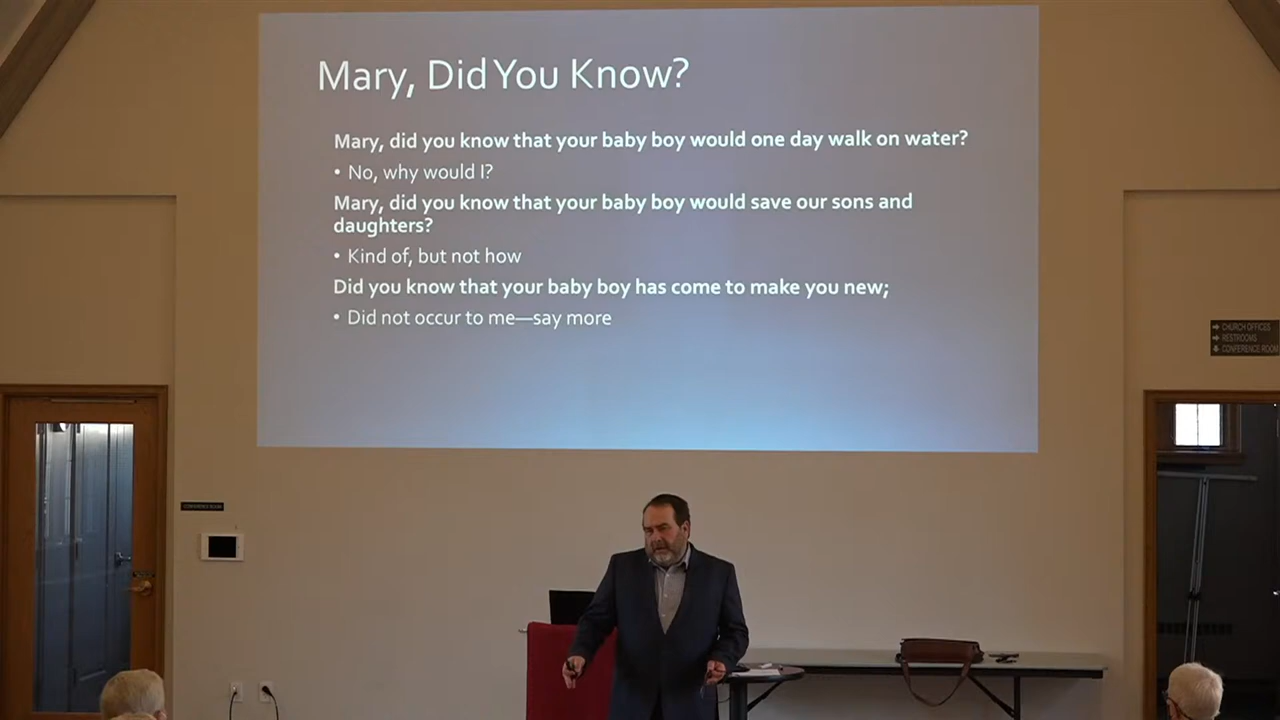 Mary, Did You Know?
Mary, did you know that your baby boy would one day walk on water?
• No, why would I?
Mary, did you know that your baby boy would save our sons and
daughters?
• Kind of, but not how
Did you know that your baby boy has come to make you new;
• Did not occur to me—say more
CHURCH OFFICES
RESTROOMS
CONFERENCE ROOM
CONFERENCE ROOM